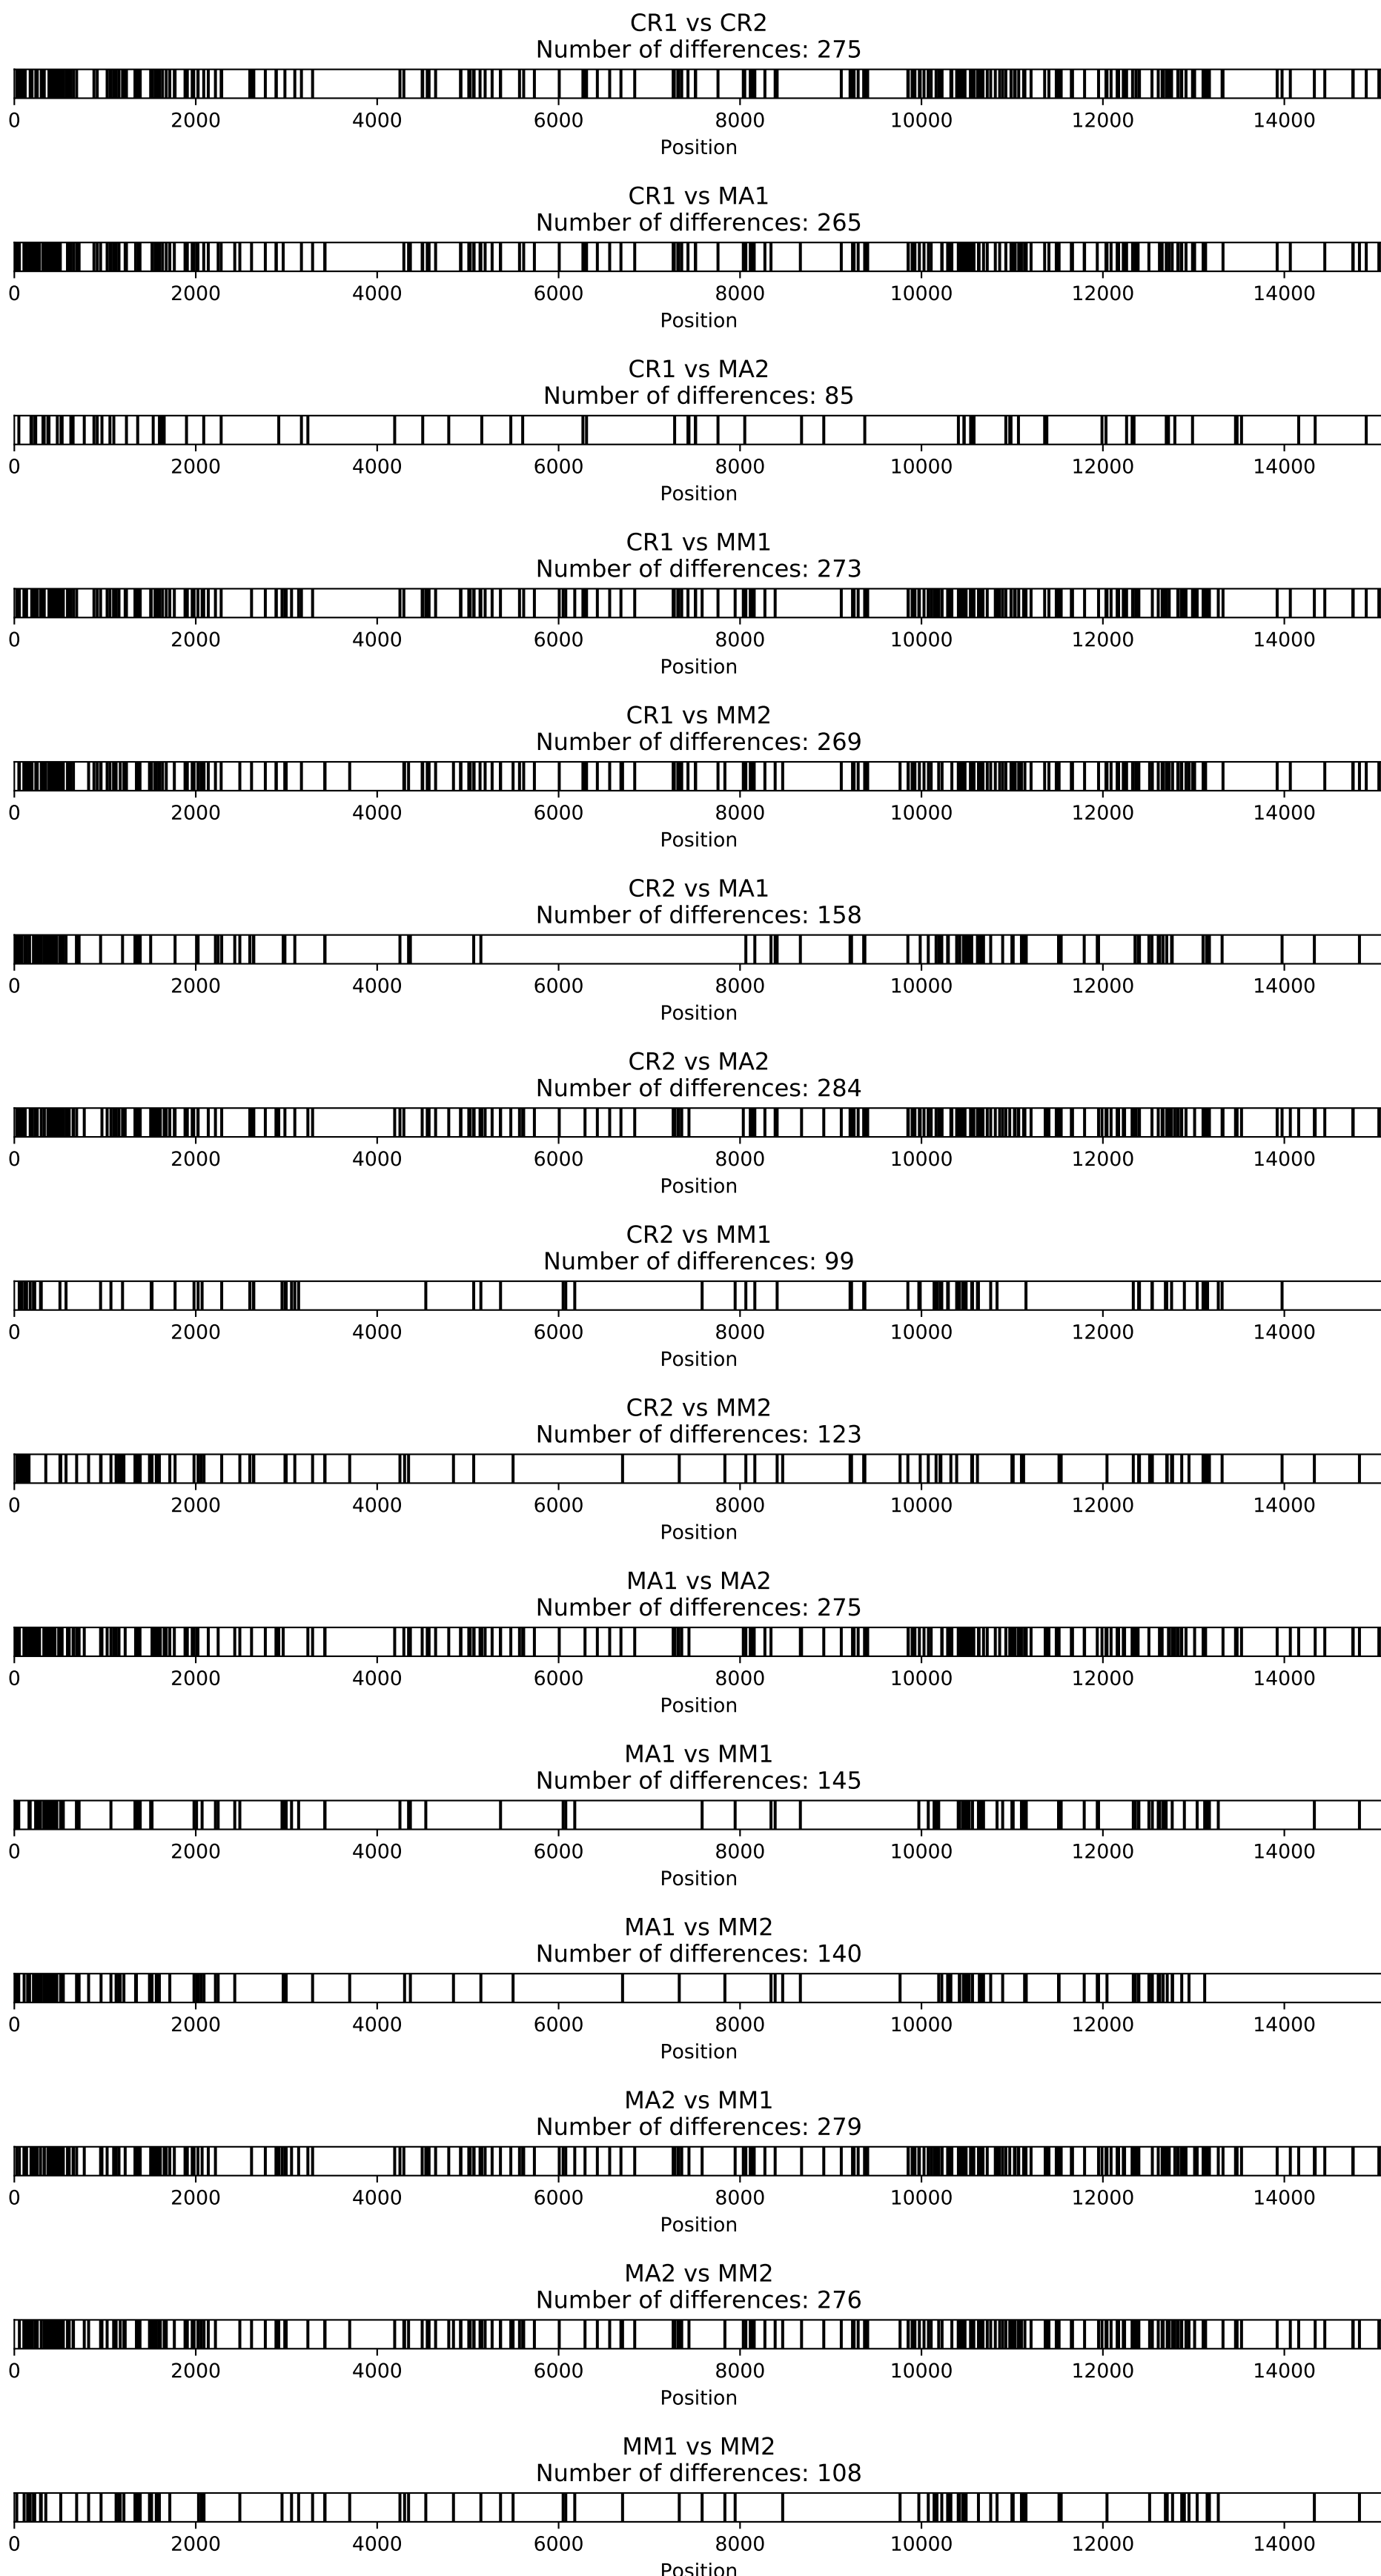 CR1 vs CR2
Number of differences: 275
0 2000 4000 6000 8000 10000 12000 14000
Position
CR1 vs MA1
Number of differences: 265
0 2000 4000 6000 8000 10000 12000 14000
Position
CR1 vs MA2
Number of differences: 85
0 2000 4000 6000 8000 10000 12000 14000
Position
CR1 vs MM1
Number of differences: 273
0 2000 4000 6000 8000 10000 12000 14000
Position
CR1 vs MM2
Number of differences: 269
0 2000 4000 6000 8000 10000 12000 14000
Position
CR2 vs MA1
Number of differences: 158
0 2000 4000 6000 8000 10000 12000 14000
Position
CR2 vs MA2
Number of differences: 284
0 2000 4000 6000 8000 10000 12000 14000
Position
CR2 vs MM1
Number of differences: 99
0 2000 4000 6000 8000 10000 12000 14000
Position
CR2 vs MM2
Number of differences: 123
0 2000 4000 6000 8000 10000 12000 14000
Position
MA1 vs MA2
Number of differences: 275
0 2000 4000 6000 8000 10000 12000 14000
Position
MA1 vs MM1
Number of differences: 145
0 2000 4000 6000 8000 10000 12000 14000
Position
MA1 vs MM2
Number of differences: 140
0 2000 4000 6000 8000 10000 12000 14000
Position
MA2 vs MM1
Number of differences: 279
0 2000 4000 6000 8000 10000 12000 14000
Position
MA2 vs MM2
Number of differences: 276
0 2000 4000 6000 8000 10000 12000 14000
Position
MM1 vs MM2
Number of differences: 108
0 2000 4000 6000 8000 10000 12000 14000
Position